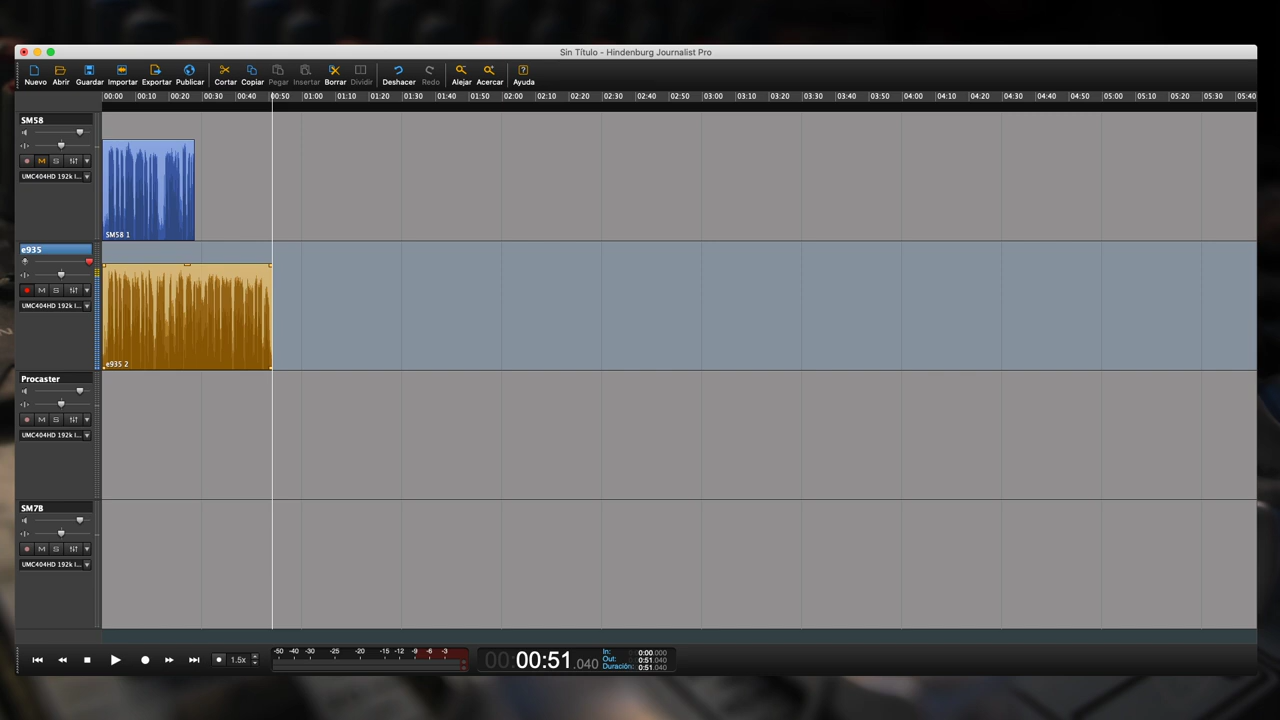 Sin Título - Hindenburg Journalist Pro
Nuevo Abrir Guardar Importar Exportar Publicar Cortar Copiar Pegar Insertar Borrar Dividir Deshacer Redo Alejar Acercar Ayuda
00:00 00:10 00:20 00:30 00:40 00:50 01:00 01:10 01:20 01:30 01:40 01:50 02:00 02:10 02:20 02:30 02:40 02:50 03:00 03:10 03:20 03:30 03:40 03:50 04:00 04:10 04:20 04:30 04:40 04:50 05:00 05:10 05:20 05:30 05:40
SM58
M S
UMC404HD 192k I...
SM58 1
e935
M S
UMC404HD 192k I...
e935 2
Procaster
M S
UMC404HD 192k I...
SM7B
M S
UMC404HD 192k I...
1.5x
-50 -40 -30 -25 -20 -15 -12 -9 -6 -3
00:00:51.040
In: 0:00.000
Out: 0:51.040
Duración: 0:51.040